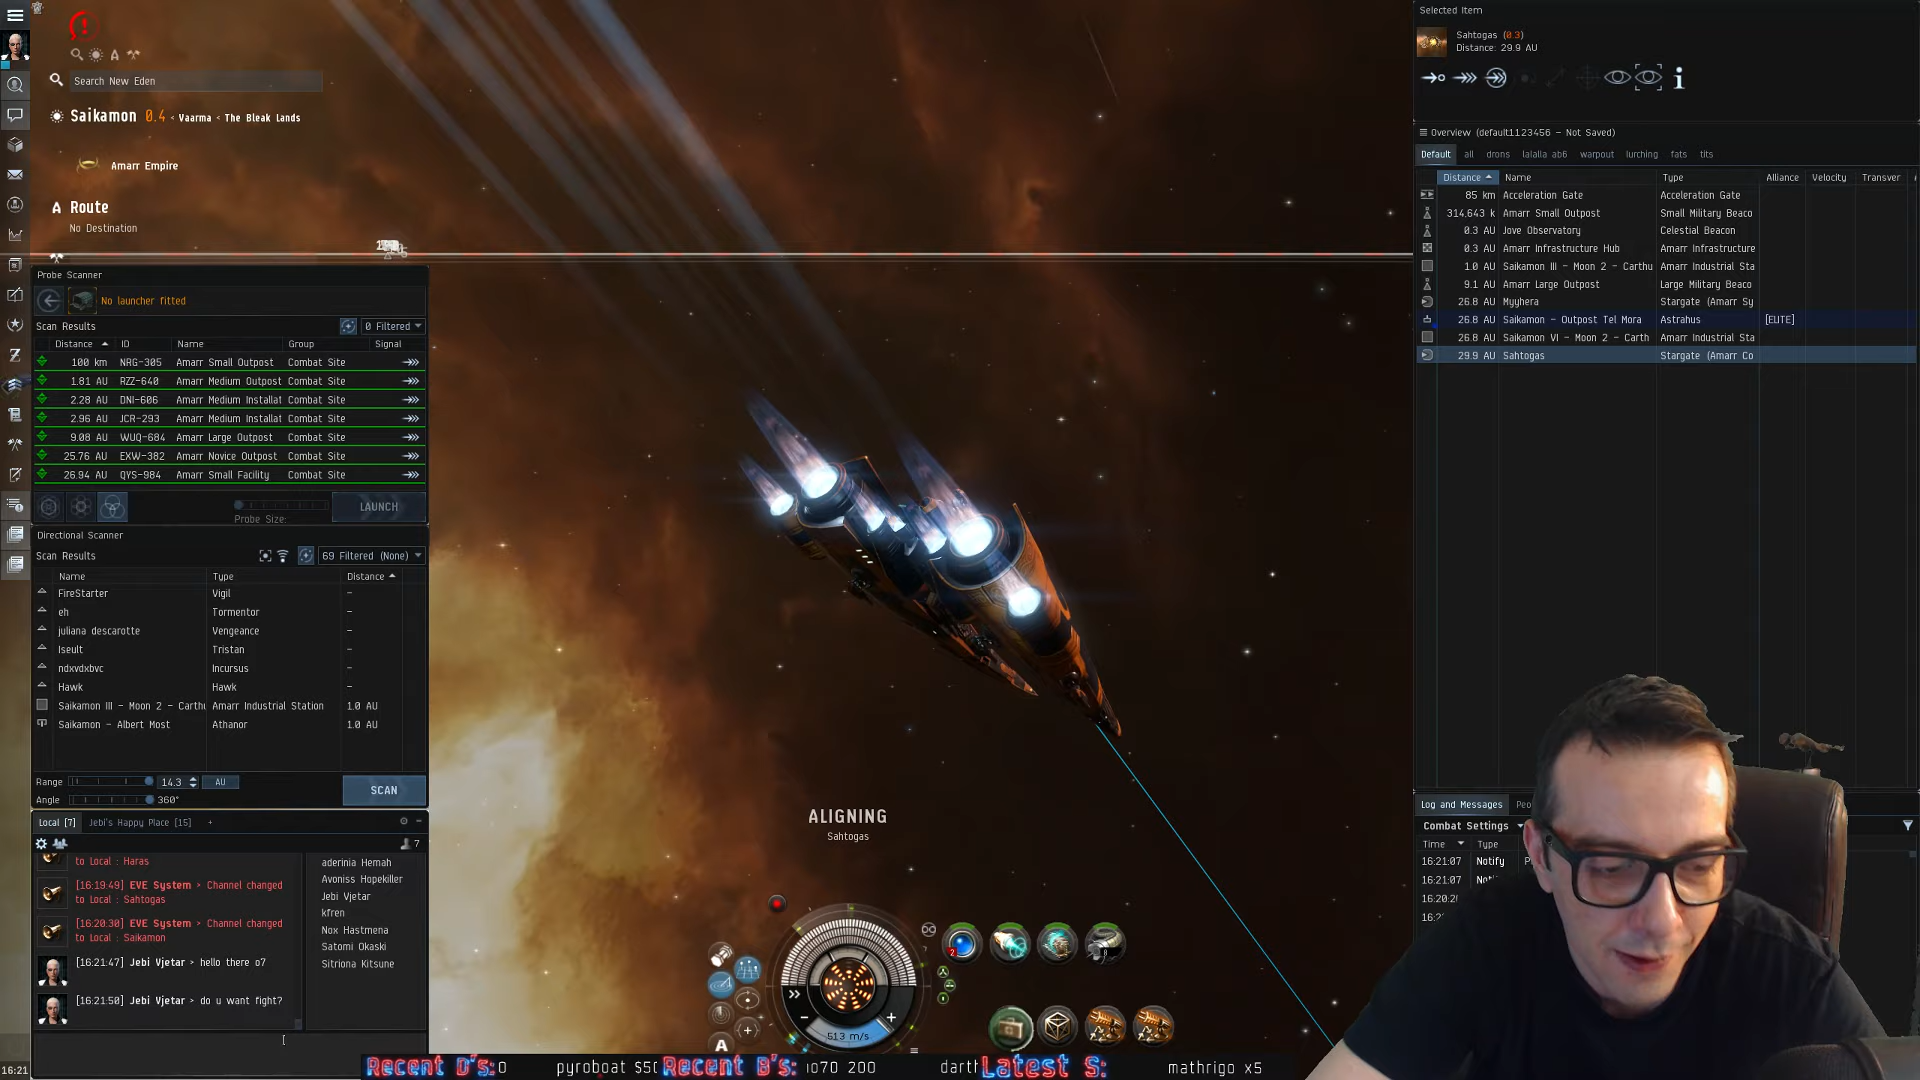 Search New Eden
Saikamon 0.4 < Vaarma < The Bleak Lands
Amarr Empire
A Route
No Destination
Probe Scanner
No launcher fitted
Scan Results
0 Filtered
Distance ID Name Group Signal
100 km NRG-305 Amarr Small Outpost Combat Site
1.81 AU RZZ-640 Amarr Medium Outpost Combat Site
2.28 AU DNI-606 Amarr Medium Installat Combat Site
2.96 AU JCR-293 Amarr Medium Installat Combat Site
9.08 AU WUQ-684 Amarr Large Outpost Combat Site
25.76 AU EXW-382 Amarr Novice Outpost Combat Site
26.94 AU QYS-984 Amarr Small Facility Combat Site
Probe Size:
LAUNCH
Directional Scanner
Scan Results
69 Filtered (None)
Name Type Distance
FireStarter Vigil –
eh Tormentor –
juliana descarotte Vengeance –
Iseult Tristan –
ndxvdxbvc Incursus –
Hawk Hawk –
Saikamon III – Moon 2 – Carthu Amarr Industrial Station 1.0 AU
Saikamon – Albert Most Athanor 1.0 AU
Range 14.3 AU
Angle 360°
SCAN
Local [7] Jebi's Happy Place [15] +
7
to Local : Haras
[16:19:49] EVE System > Channel changed
to Local : Sahtogas
[16:20:30] EVE System > Channel changed
to Local : Saikamon
[16:21:47] Jebi Vjetar > hello there o7
[16:21:50] Jebi Vjetar > do u want fight?
aderinia Hemah
Avoniss Hopekiller
Jebi Vjetar
kfren
Nox Hastmena
Satomi Okaski
Sitriona Kitsune
16:21
ALIGNING
Sahtogas
2
8
513 m/s
A
Recent D's: 0 pyroboat $50 Recent B's: 070 200 darth Latest S: mathrigo x5
Selected Item
Sahtogas (0.3)
Distance: 29.9 AU
Overview (default1123456 – Not Saved)
Default all drons lalalla ab6 warpout lurching fats tits
Distance Name Type Alliance Velocity Transver
85 km Acceleration Gate Acceleration Gate
314,643 k Amarr Small Outpost Small Military Beaco
0.3 AU Jove Observatory Celestial Beacon
0.3 AU Amarr Infrastructure Hub Amarr Infrastructure
1.0 AU Saikamon III – Moon 2 – Carthu Amarr Industrial Sta
9.1 AU Amarr Large Outpost Large Military Beaco
26.8 AU Myyhera Stargate (Amarr Sy
26.8 AU Saikamon – Outpost Tel Mora Astrahus [ELITE]
26.8 AU Saikamon VI – Moon 2 – Carth Amarr Industrial Sta
29.9 AU Sahtogas Stargate (Amarr Co
Log and Messages
Combat Settings
Time Type
16:21:07 Notify
16:21:07